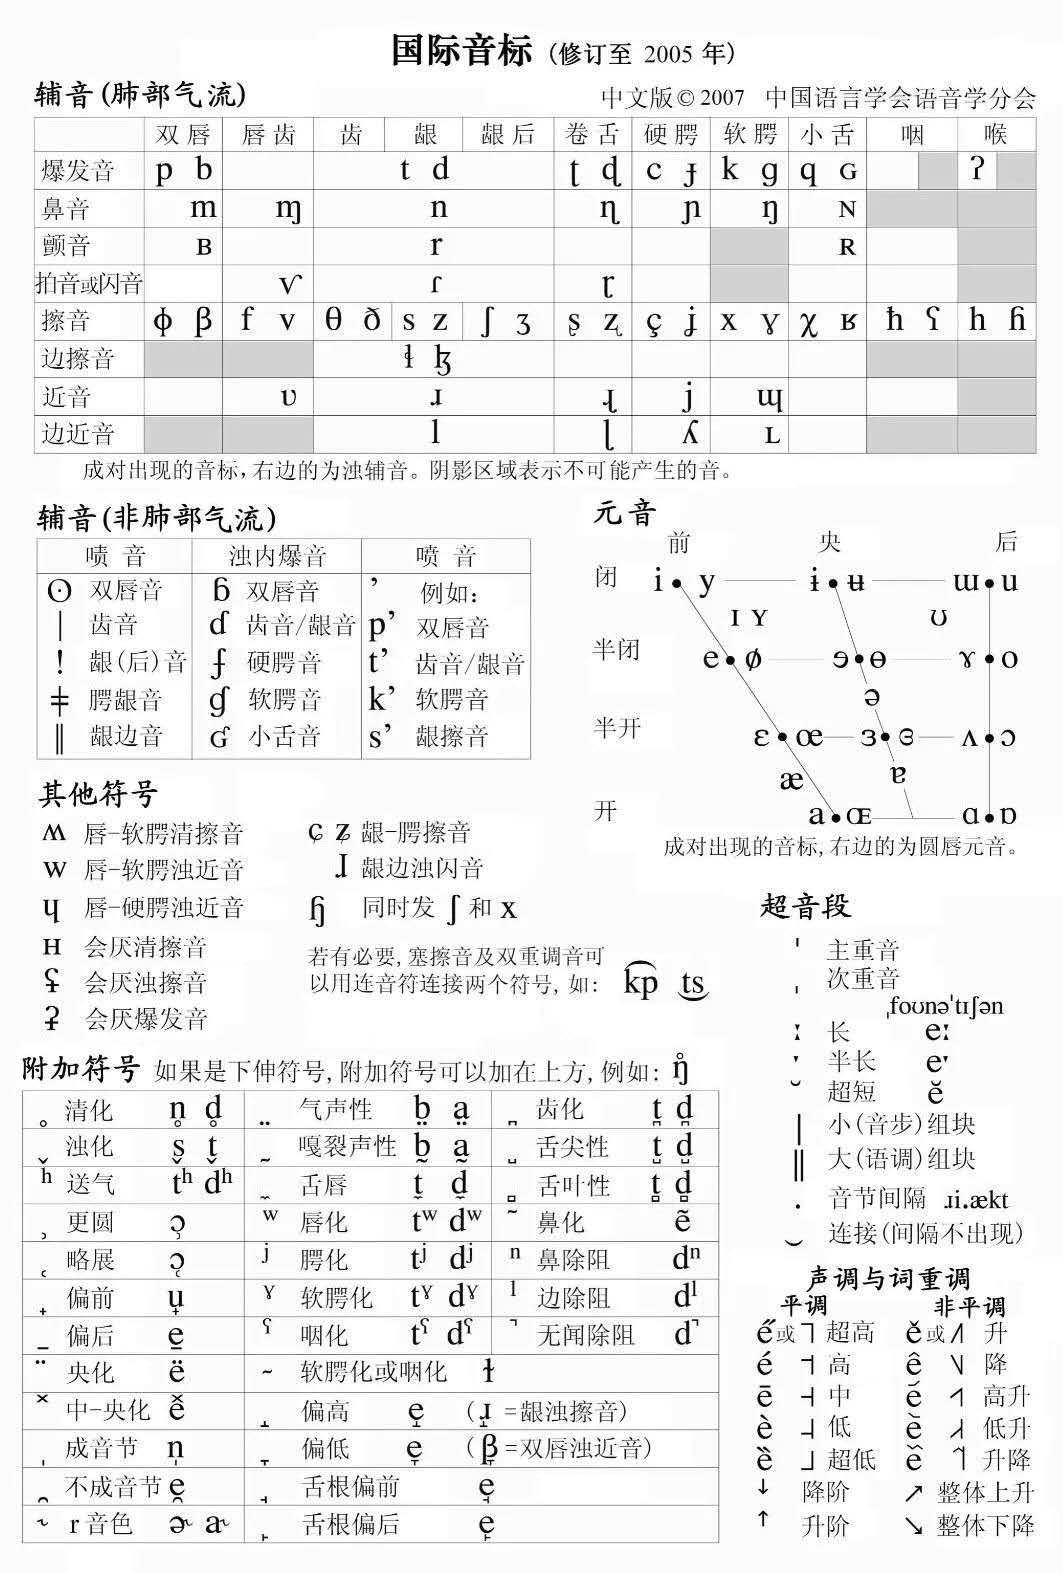 国际音标 (修订至 2005 年)
辅音(肺部气流)
中文版©2007 中国语言学会语音学分会
双唇 唇齿 齿 龈 龈后 卷舌 硬腭 软腭 小舌 咽 喉
爆发音 p b t d ʈ ɖ c ɟ k ɡ q ɢ ʔ
鼻音 m ɱ n ɳ ɲ ŋ ɴ
颤音 ʙ r ʀ
拍音或闪音 ⱱ ɾ ɽ
擦音 ɸ β f v θ ð s z ʃ ʒ ʂ ʐ ç ʝ x ɣ χ ʁ ħ ʕ h ɦ
边擦音 ɬ ɮ
近音 ʋ ɹ ɻ j ɰ
边近音 l ɭ ʎ ʟ
成对出现的音标,右边的为浊辅音。阴影区域表示不可能产生的音。
辅音(非肺部气流)
喷音 浊内爆音 喷音
ʘ 双唇音 ɓ 双唇音 ʼ 例如:
ǀ 齿音 ɗ 齿音/龈音 pʼ 双唇音
ǃ 龈(后)音 ʄ 硬腭音 tʼ 齿音/龈音
ǂ 腭龈音 ɠ 软腭音 kʼ 软腭音
ǁ 龈边音 ʛ 小舌音 sʼ 龈擦音
元音
前 央 后
闭 i y ɨ ʉ ɯ u
ɪ ʏ ʊ
半闭 e ø ɘ ɵ ɤ o
ə
半开 ɛ œ ɜ ɞ ʌ ɔ
æ ɐ
开 a ɶ ɑ ɒ
成对出现的音标,右边的为圆唇元音。
其他符号
ʍ 唇-软腭清擦音 ɕ ʑ 龈-腭擦音
w 唇-软腭浊近音 ɺ 龈边浊闪音
ɥ 唇-硬腭浊近音 ɧ 同时发 ʃ 和 x
ʜ 会厌清擦音
ʢ 会厌浊擦音
ʡ 会厌爆发音
若有必要,塞擦音及双重调音可
以用连音符连接两个符号,如: k͡p t͜s
超音段
ˈ 主重音
ˌ 次重音
ˌfoʊnəˈtɪʃən
ː 长 eː
ˑ 半长 eˑ
˘ 超短 ĕ
| 小(音步)组块
‖ 大(语调)组块
. 音节间隔 ɹi.ækt
‿ 连接(间隔不出现)
附加符号 如果是下伸符号,附加符号可以加在上方,例如: ŋ̊
̥ 清化 n̥ d̥ ̤ 气声性 b̤ a̤ ̪ 齿化 t̪ d̪
̬ 浊化 s̬ t̬ ̰ 嘎裂声性 b̰ a̰ ̺ 舌尖性 t̺ d̺
ʰ 送气 tʰ dʰ ̼ 舌唇 t̼ d̼ ̻ 舌叶性 t̻ d̻
̹ 更圆 ɔ̹ ʷ 唇化 tʷ dʷ ̃ 鼻化 ẽ
̜ 略展 ɔ̜ ʲ 腭化 tʲ dʲ ⁿ 鼻除阻 dⁿ
̟ 偏前 u̟ ˠ 软腭化 tˠ dˠ ˡ 边除阻 dˡ
̠ 偏后 e̠ ˤ 咽化 tˤ dˤ ̚ 无闻除阻 d̚
̈ 央化 ë ̴ 软腭化或咽化 ɫ
̽ 中-央化 e̽ ̝ 偏高 e̝ (ɹ̝ =龈浊擦音)
̩ 成音节 n̩ ̞ 偏低 e̞ (β̞ =双唇浊近音)
̯ 不成音节 e̯ ̘ 舌根偏前 e̘
˞ r音色 ə˞ a˞ ̙ 舌根偏后 e̙
声调与词重调
平调 非平调
e̋ 或 ˥ 超高 ě 或 ˩˥ 升
é ˦ 高 ê ˥˩ 降
ē ˧ 中 e᷄ ˦˥ 高升
è ˨ 低 e᷅ ˩˨ 低升
ȅ ˩ 超低 e᷈ ˧˦˧ 升降
ꜜ 降阶 ↗ 整体上升
ꜛ 升阶 ↘ 整体下降